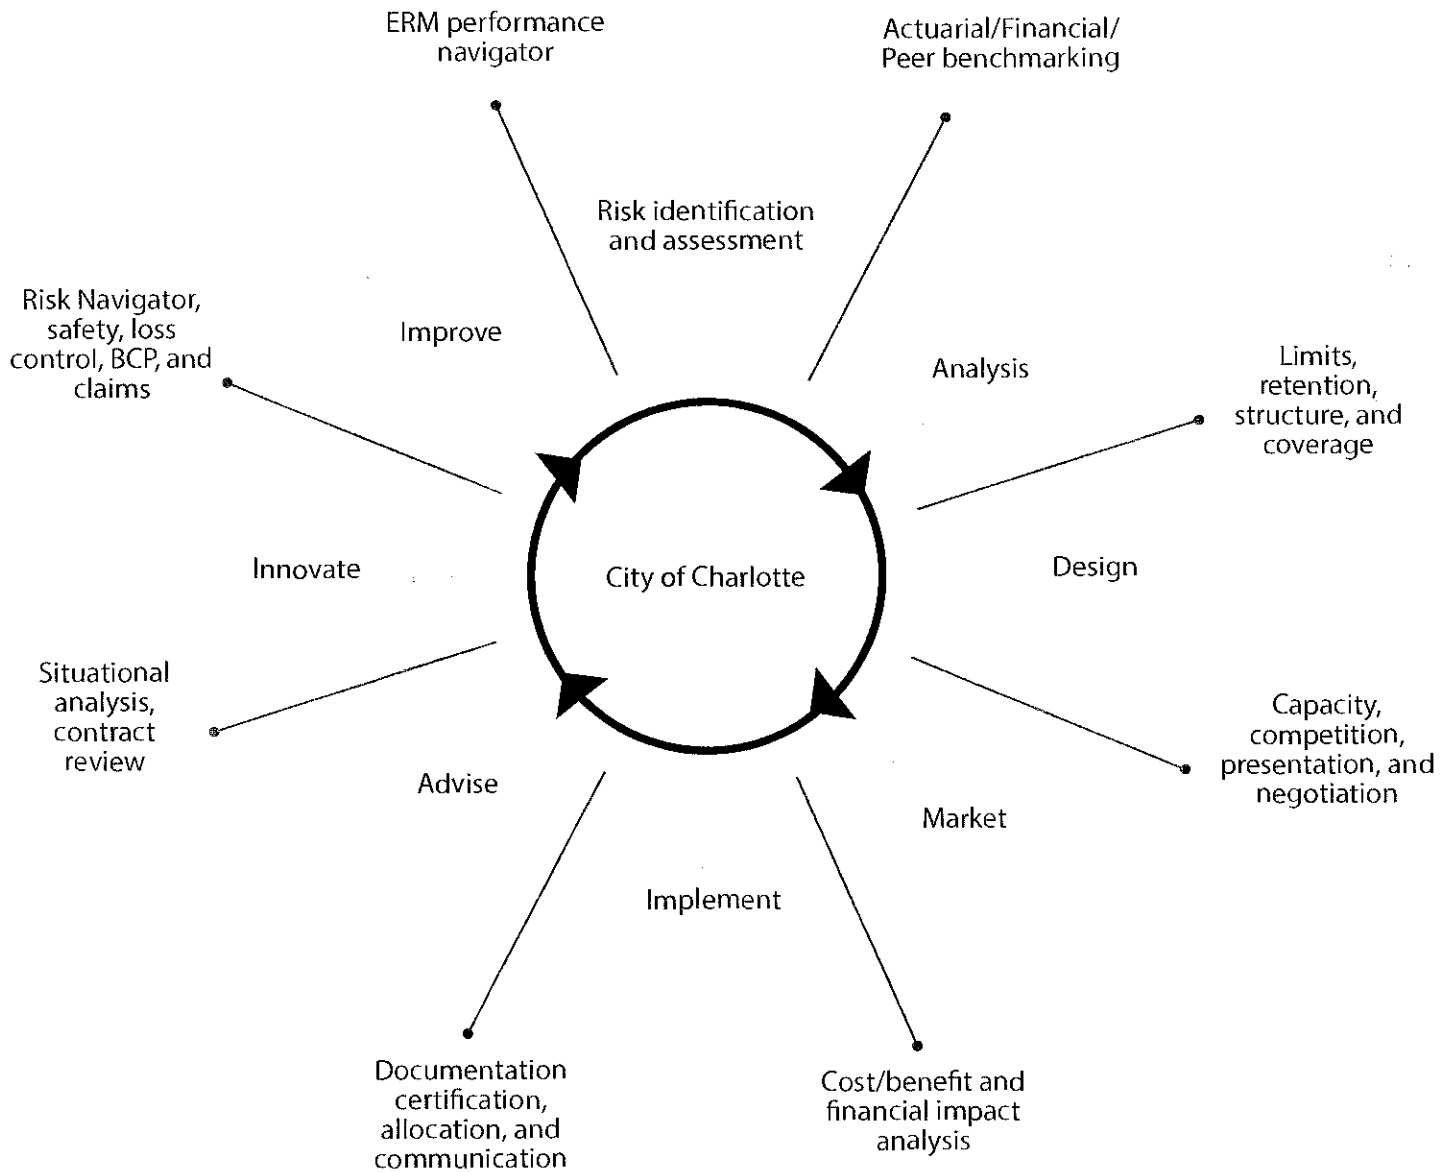 ERM performance
navigator
Actuarial/Financial/
Peer benchmarking
Risk identification
and assessment
Risk Navigator,
safety, loss
control, BCP, and
claims
Improve
Analysis
Limits,
retention,
structure, and
coverage
Innovate
City of Charlotte
Design
Situational
analysis,
contract
review
Capacity,
competition,
presentation, and
negotiation
Advise
Market
Implement
Documentation
certification,
allocation, and
communication
Cost/benefit and
financial impact
analysis